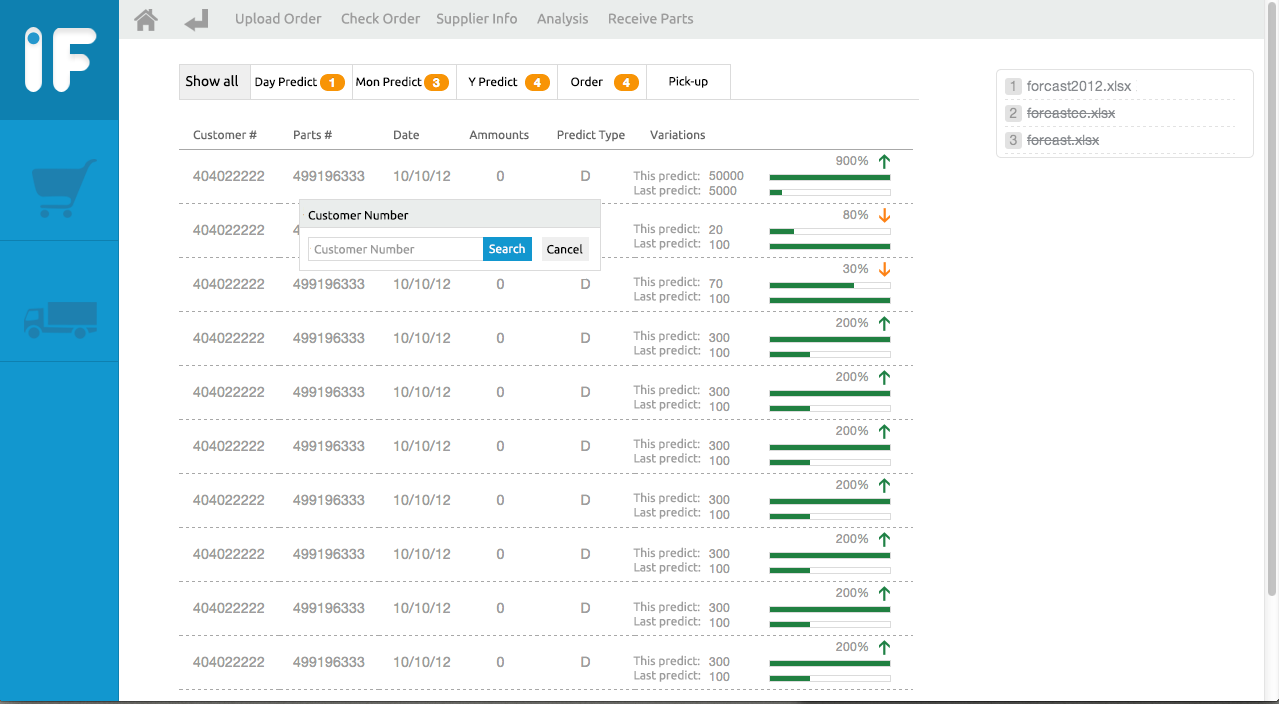 iF
Upload Order Check Order Supplier Info Analysis Receive Parts
Show all Day Predict 1 Mon Predict 3 Y Predict 4 Order 4 Pick-up
1 forcast2012.xlsx
2 forcastcc.xlsx
3 forcast.xlsx
Customer # Parts # Date Ammounts Predict Type Variations
900%
404022222 499196333 10/10/12 0 D This predict: 50000
Last predict: 5000
80%
404022222 This predict: 20
Last predict: 100
Customer Number
Customer Number Search Cancel
30%
404022222 499196333 10/10/12 0 D This predict: 70
Last predict: 100
200%
404022222 499196333 10/10/12 0 D This predict: 300
Last predict: 100
200%
404022222 499196333 10/10/12 0 D This predict: 300
Last predict: 100
200%
404022222 499196333 10/10/12 0 D This predict: 300
Last predict: 100
200%
404022222 499196333 10/10/12 0 D This predict: 300
Last predict: 100
200%
404022222 499196333 10/10/12 0 D This predict: 300
Last predict: 100
200%
404022222 499196333 10/10/12 0 D This predict: 300
Last predict: 100
200%
404022222 499196333 10/10/12 0 D This predict: 300
Last predict: 100